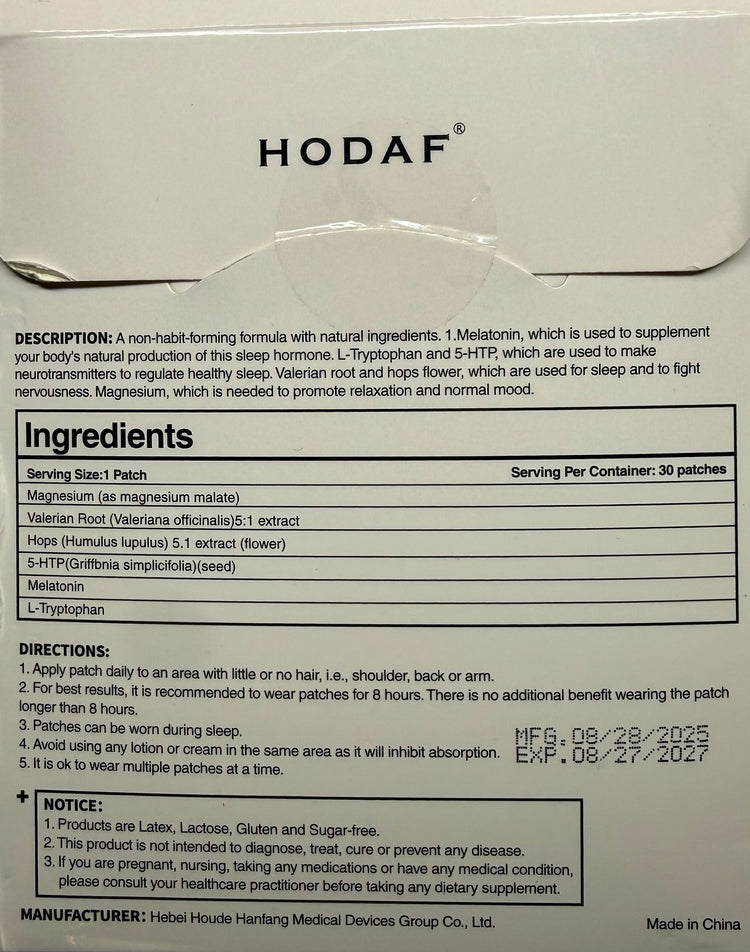 HODAF®
DESCRIPTION: A non-habit-forming formula with natural ingredients. 1.Melatonin, which is used to supplement
your body's natural production of this sleep hormone. L-Tryptophan and 5-HTP, which are used to make
neurotransmitters to regulate healthy sleep. Valerian root and hops flower, which are used for sleep and to fight
nervousness. Magnesium, which is needed to promote relaxation and normal mood.
Ingredients
Serving Size:1 Patch Serving Per Container: 30 patches
Magnesium (as magnesium malate)
Valerian Root (Valeriana officinalis)5:1 extract
Hops (Humulus lupulus) 5.1 extract (flower)
5-HTP(Griffbnia simplicifolia)(seed)
Melatonin
L-Tryptophan
DIRECTIONS:
1. Apply patch daily to an area with little or no hair, i.e., shoulder, back or arm.
2. For best results, it is recommended to wear patches for 8 hours. There is no additional benefit wearing the patch
longer than 8 hours.
3. Patches can be worn during sleep.
4. Avoid using any lotion or cream in the same area as it will inhibit absorption.
5. It is ok to wear multiple patches at a time.
MFG.08/28/2025
EXP.08/27/2027
+
NOTICE:
1. Products are Latex, Lactose, Gluten and Sugar-free.
2. This product is not intended to diagnose, treat, cure or prevent any disease.
3. If you are pregnant, nursing, taking any medications or have any medical condition,
please consult your healthcare practitioner before taking any dietary supplement.
MANUFACTURER: Hebei Houde Hanfang Medical Devices Group Co., Ltd.
Made in China